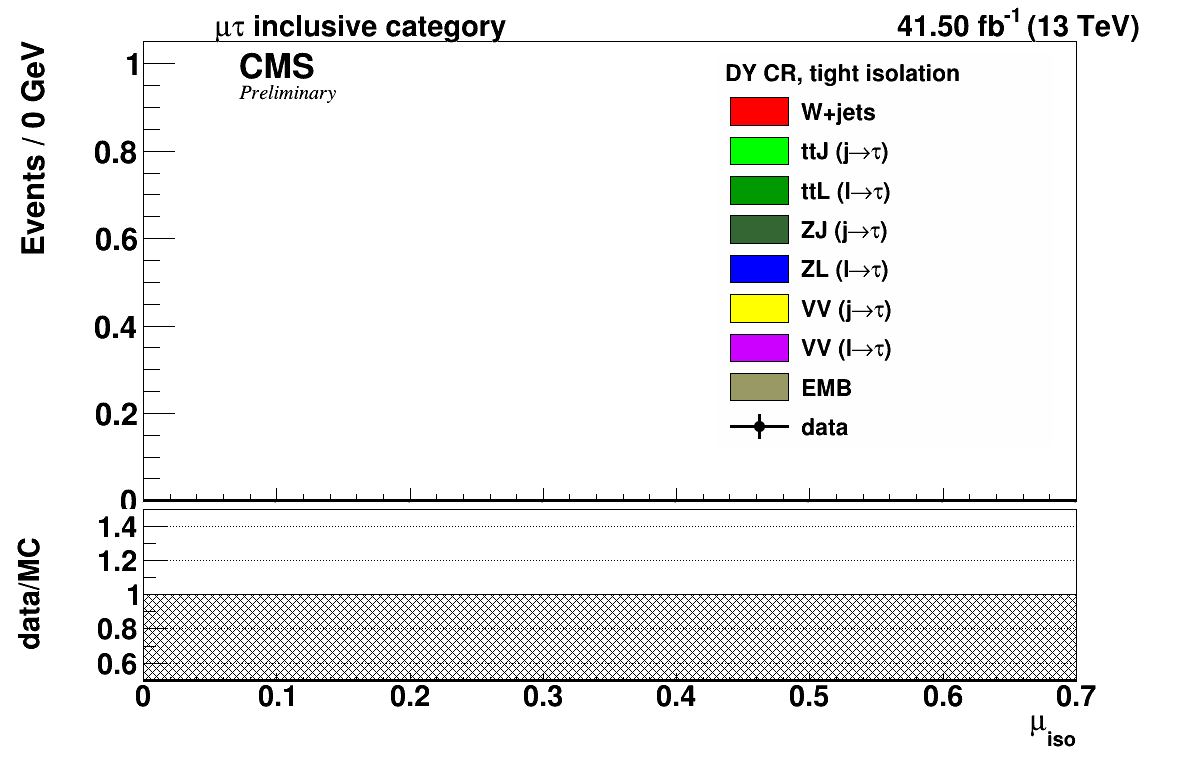 μτ inclusive category
41.50 fb-1 (13 TeV)
CMS
Preliminary
Events / 0 GeV
1
0.8
0.6
0.4
0.2
0
DY CR, tight isolation
W+jets
ttJ (j→τ)
ttL (l→τ)
ZJ (j→τ)
ZL (l→τ)
VV (j→τ)
VV (l→τ)
EMB
data
data/MC
1.4
1.2
1
0.8
0.6
0 0.1 0.2 0.3 0.4 0.5 0.6 0.7
μiso